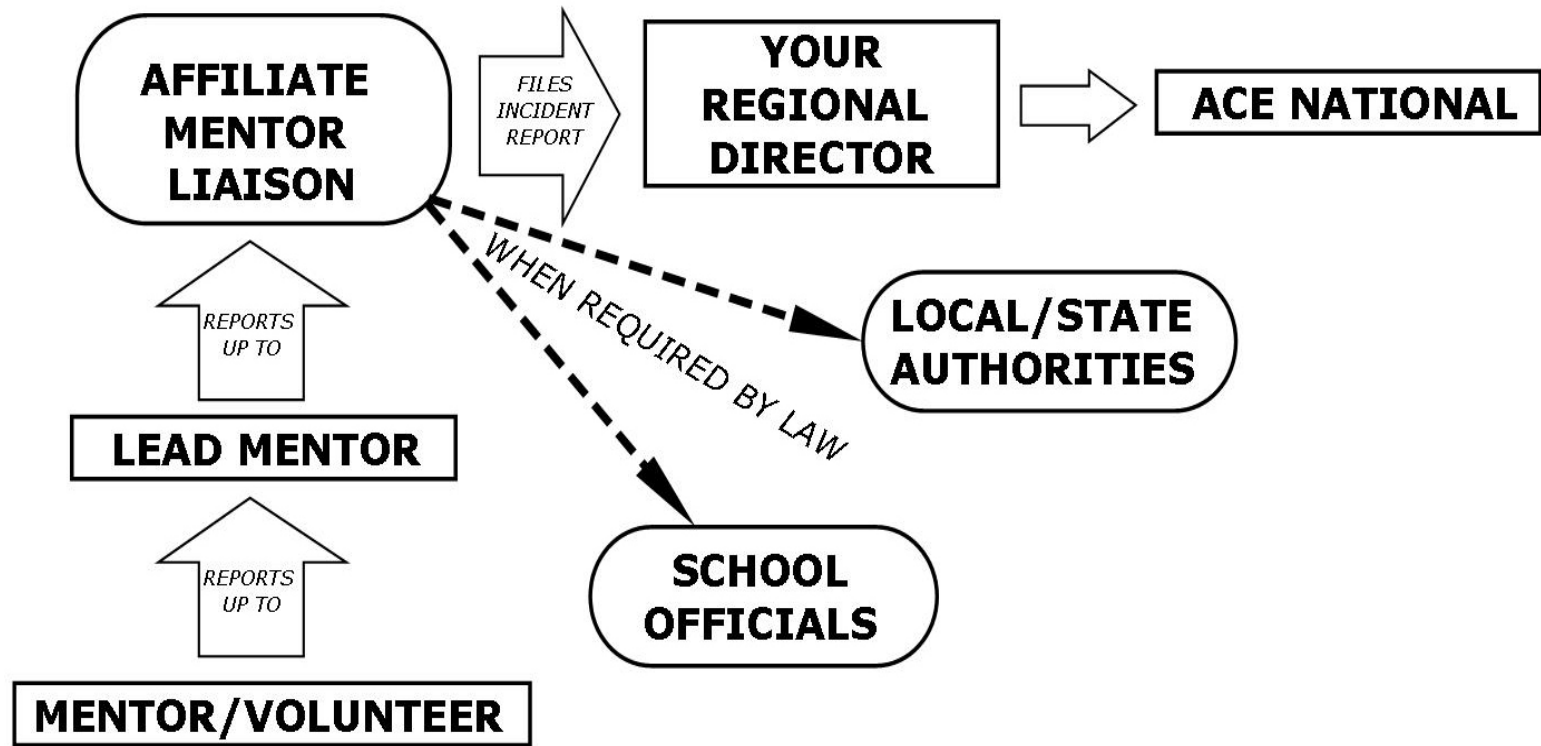 AFFILIATE
MENTOR
LIAISON
FILES
INCIDENT
REPORT
YOUR
REGIONAL
DIRECTOR
ACE NATIONAL
WHEN REQUIRED BY LAW
LOCAL/STATE
AUTHORITIES
REPORTS
UP TO
LEAD MENTOR
SCHOOL
OFFICIALS
REPORTS
UP TO
MENTOR/VOLUNTEER